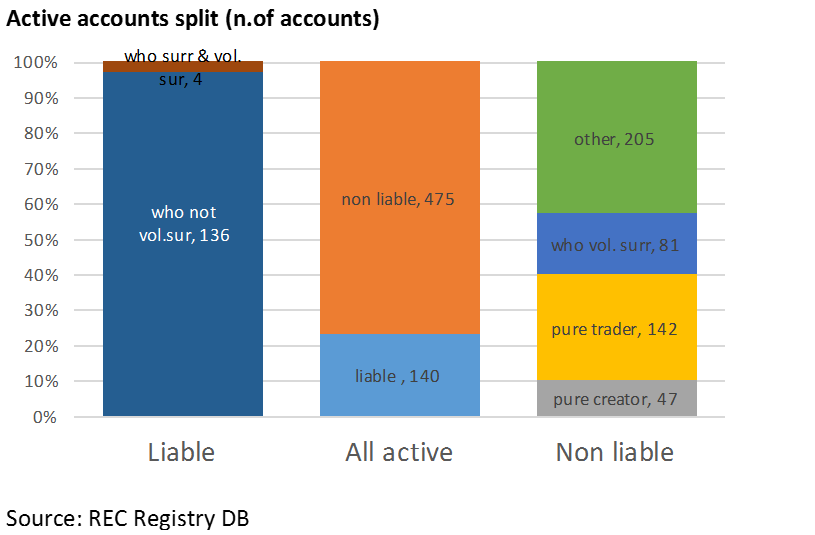 Active accounts split (n.of accounts)
100%
90%
80%
70%
60%
50%
40%
30%
20%
10%
0%
who surr & vol.
sur, 4
who not
vol.sur, 136
non liable, 475
liable , 140
other, 205
who vol. surr, 81
pure trader, 142
pure creator, 47
Liable
All active
Non liable
Source: REC Registry DB